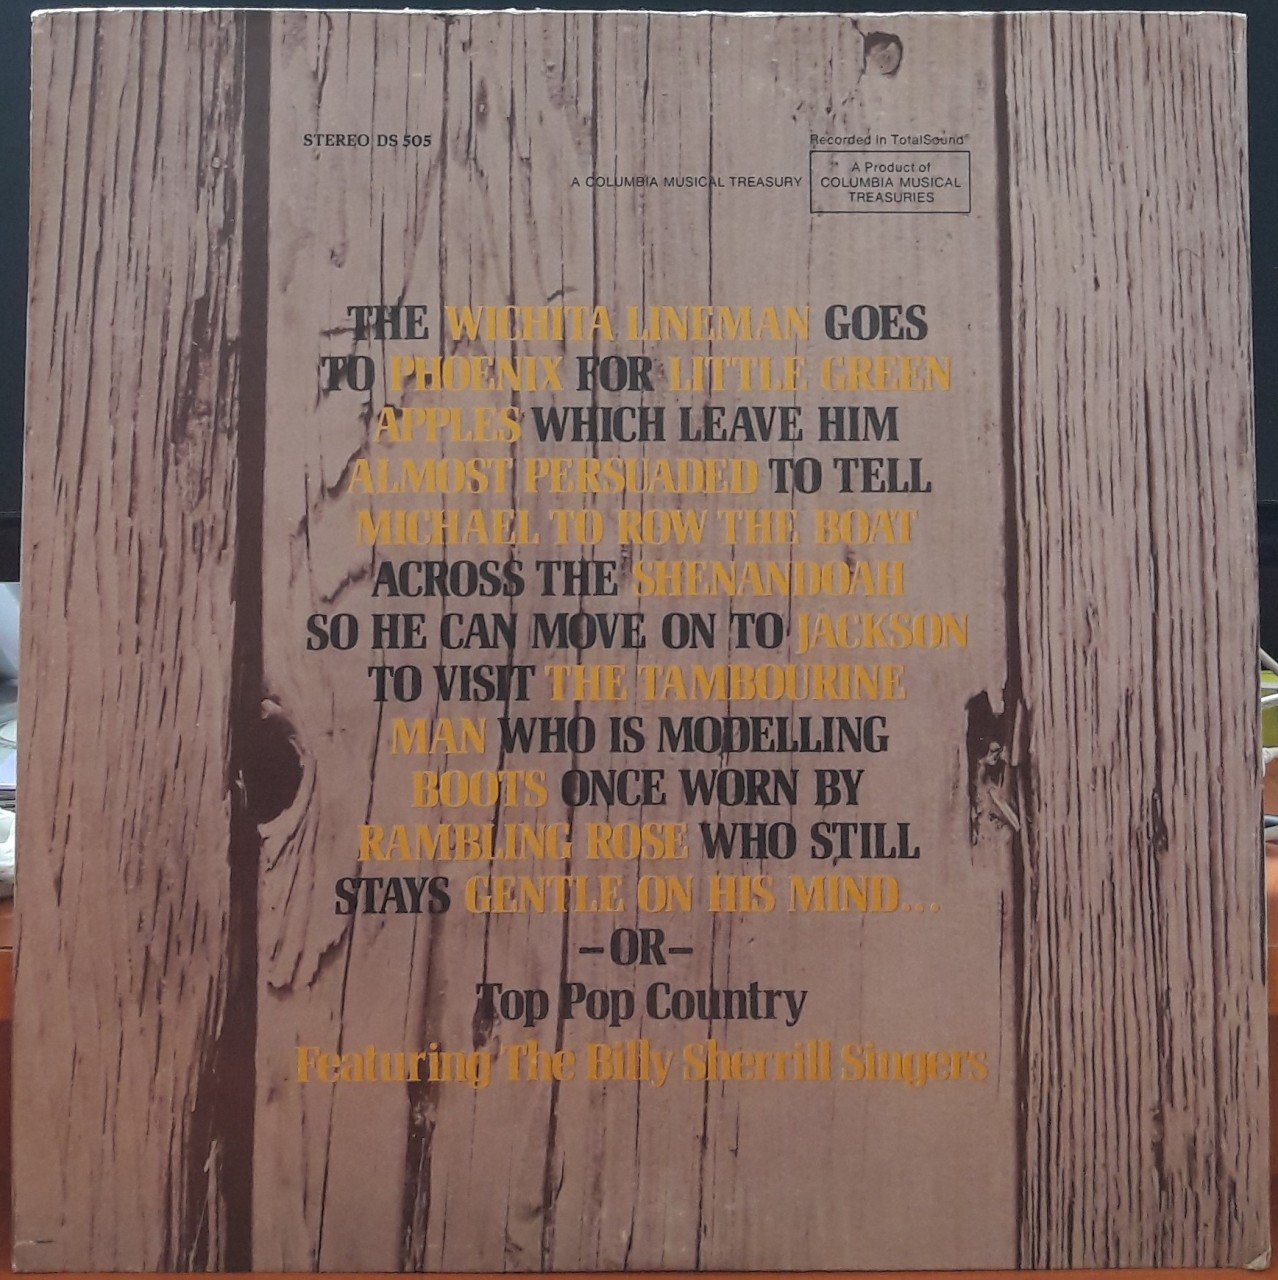 STEREO DS 505
Recorded in TotalSound®
A COLUMBIA MUSICAL TREASURY
A Product of
COLUMBIA MUSICAL
TREASURIES
THE WICHITA LINEMAN GOES
TO PHOENIX FOR LITTLE GREEN
APPLES WHICH LEAVE HIM
ALMOST PERSUADED TO TELL
MICHAEL TO ROW THE BOAT
ACROSS THE SHENANDOAH
SO HE CAN MOVE ON TO JACKSON
TO VISIT THE TAMBOURINE
MAN WHO IS MODELLING
BOOTS ONCE WORN BY
RAMBLING ROSE WHO STILL
STAYS GENTLE ON HIS MIND...
–OR–
Top Pop Country
Featuring The Billy Sherrill Singers